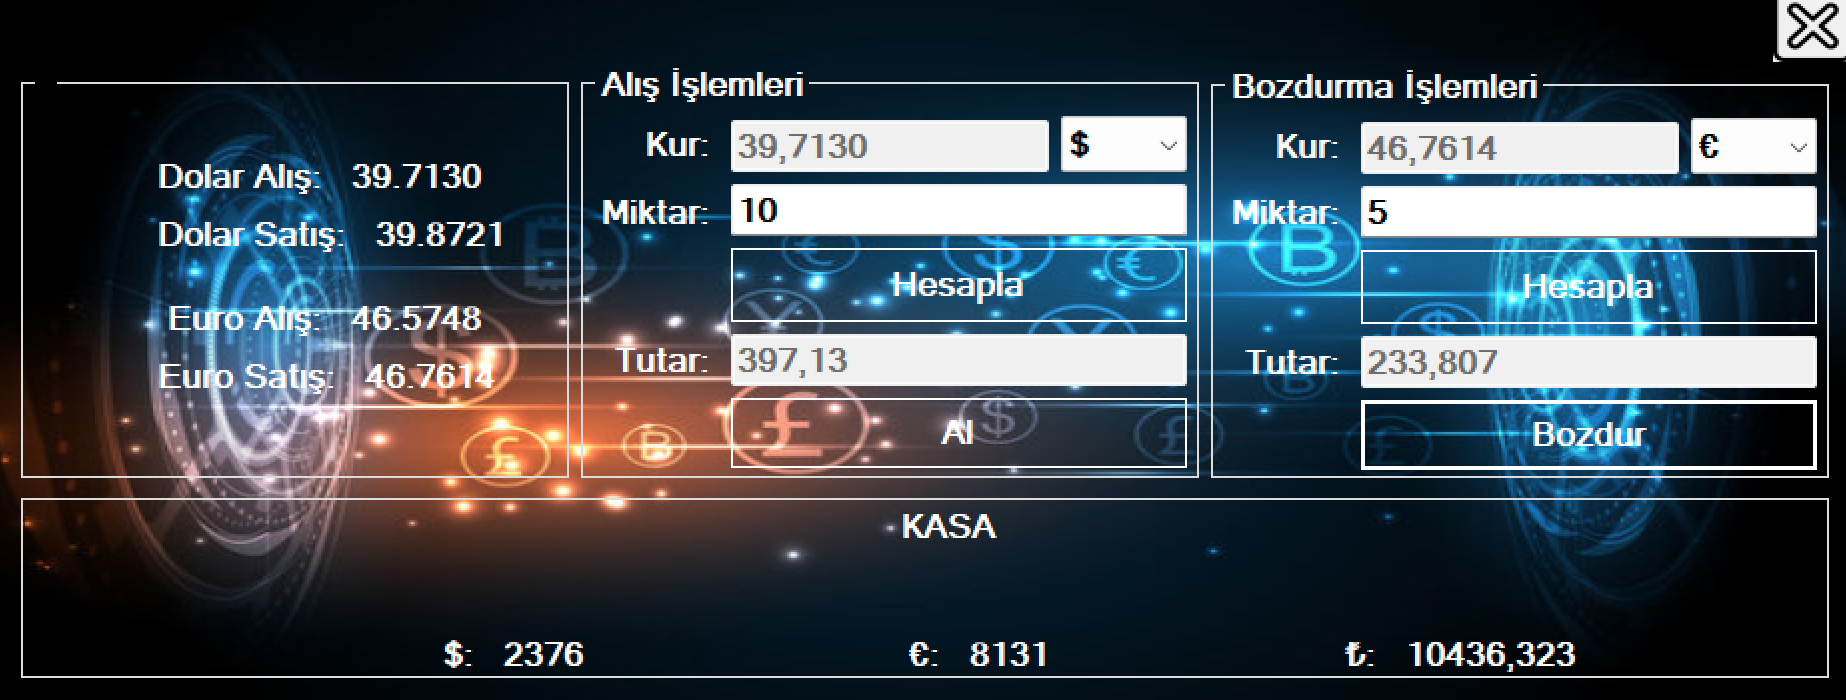 Dolar Alış: 39.7130
Dolar Satış: 39.8721
Euro Alış: 46.5748
Euro Satış: 46.7614
Alış İşlemleri
Kur: 39,7130 $
Miktar: 10
Hesapla
Tutar: 397,13
Al
Bozdurma İşlemleri
Kur: 46,7614 €
Miktar: 5
Hesapla
Tutar: 233,807
Bozdur
KASA
$: 2376 €: 8131 ₺: 10436,323